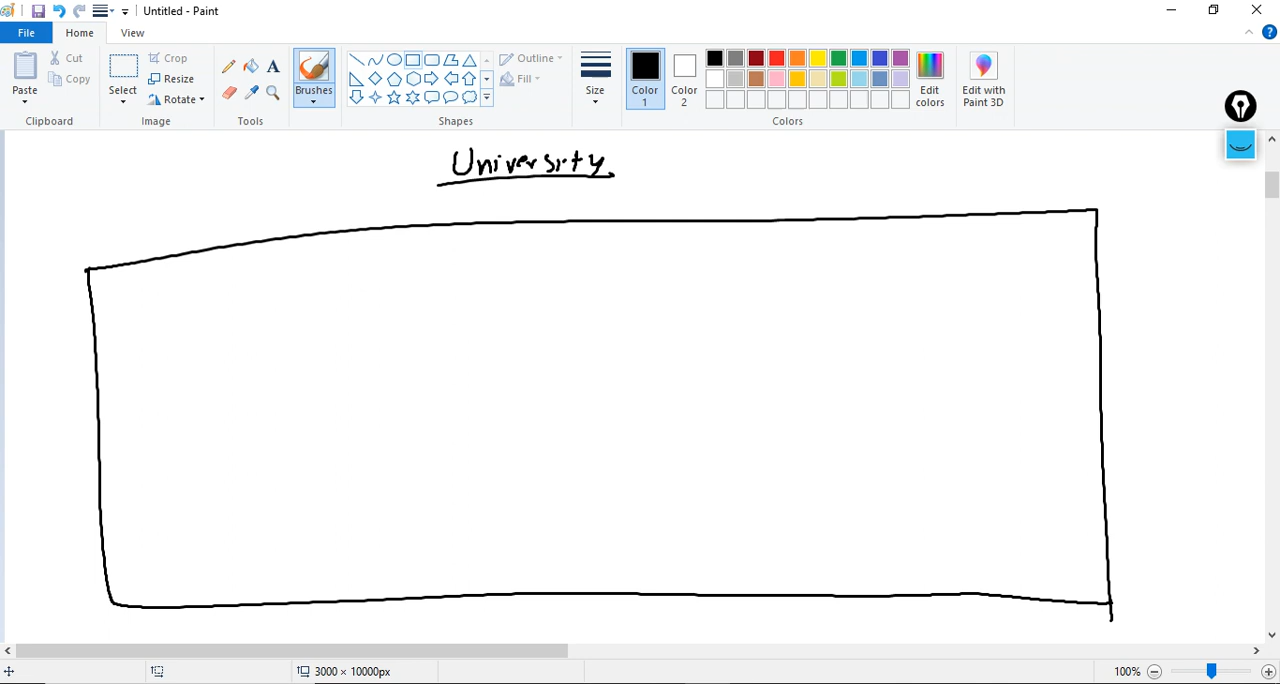 Untitled - Paint
File Home View
Paste Cut Copy
Clipboard
Select Crop Resize Rotate
Image
A
Tools
Brushes
Outline Fill
Shapes
Size
Color 1
Color 2
Edit colors
Edit with Paint 3D
Colors
?
University
3000 × 10000px
100%